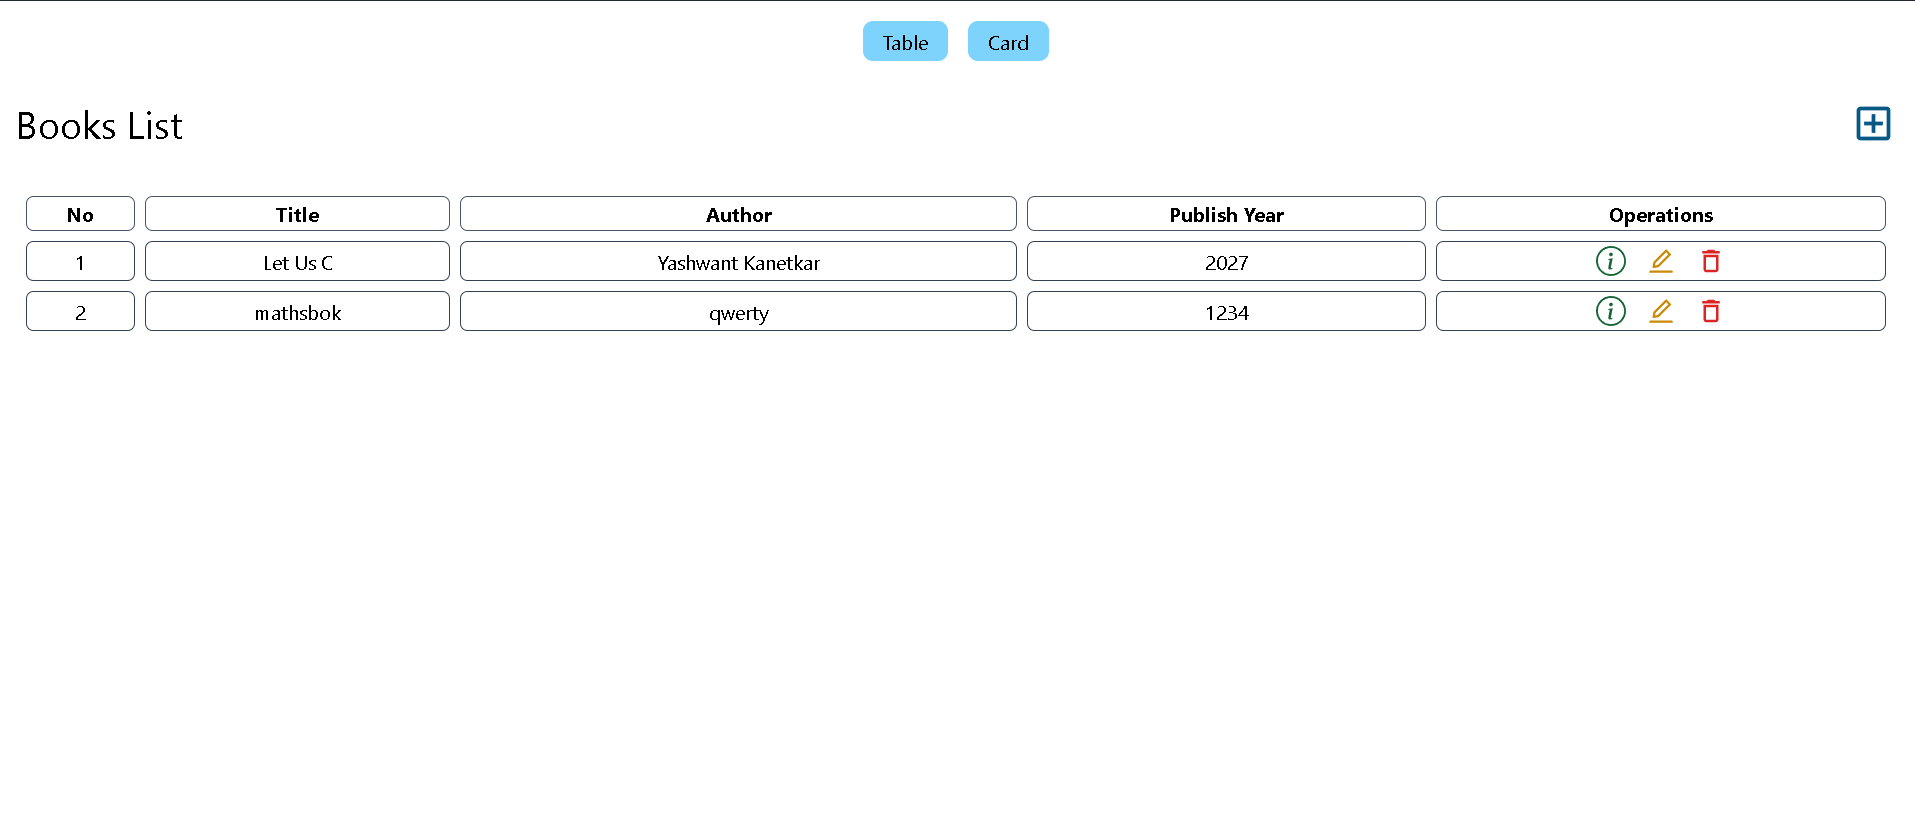 Table Card
Books List
No Title Author Publish Year Operations
1 Let Us C Yashwant Kanetkar 2027
2 mathsbok qwerty 1234